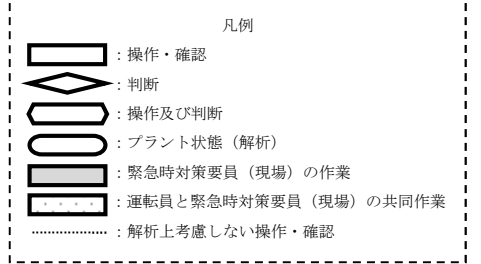 凡例
：操作・確認
：判断
：操作及び判断
：プラント状態（解析）
：緊急時対策要員（現場）の作業
：運転員と緊急時対策要員（現場）の共同作業
：解析上考慮しない操作・確認